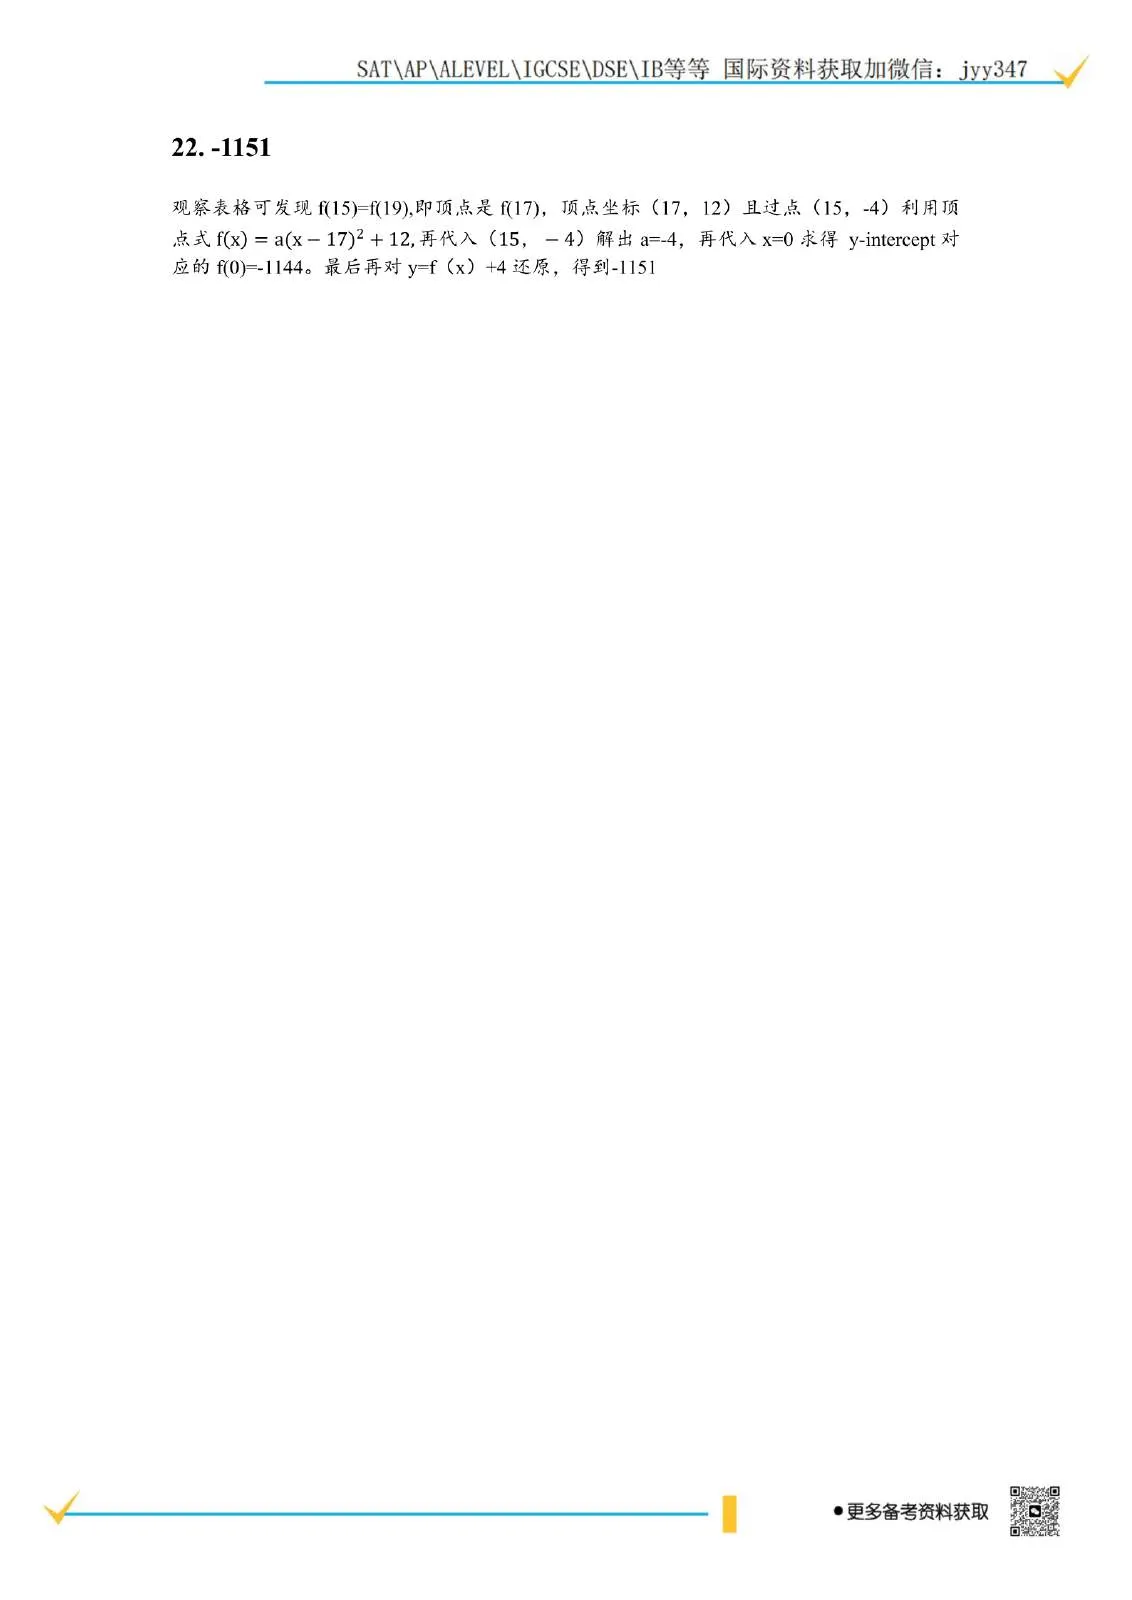 SAT\AP\ALEVEL\IGCSE\DSE\IB等等 国际资料获取加微信：jyy347
22. -1151
观察表格可发现 f(15)=f(19),即顶点是 f(17)，顶点坐标（17，12）且过点（15，-4）利用顶
点式 f(x) = a(x − 17)² + 12,再代入（15，− 4）解出 a=-4，再代入 x=0 求得 y-intercept 对
应的 f(0)=-1144。最后再对 y=f（x）+4 还原，得到-1151
●更多备考资料获取